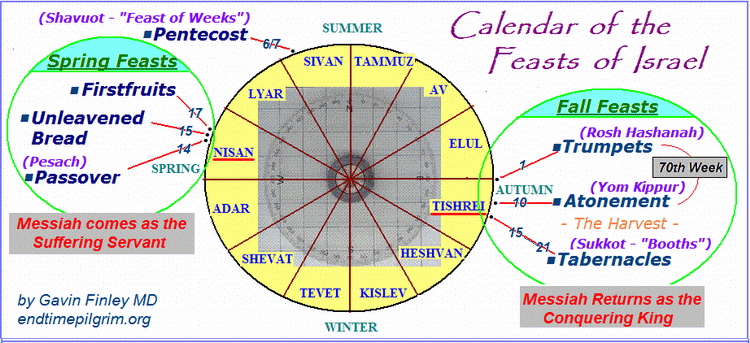 Calendar of the
Feasts of Israel
(Shavuot - "Feast of Weeks")
Pentecost
6/7
SUMMER
Spring Feasts
Firstfruits
17
Unleavened
Bread
15
14
(Pesach)
Passover
SPRING
Messiah comes as the
Suffering Servant
SIVAN
TAMMUZ
LYAR
AV
NISAN
ELUL
ADAR
TISHREI
SHEVAT
HESHVAN
TEVET
KISLEV
Fall Feasts
(Rosh Hashanah)
Trumpets
1
70th Week
AUTUMN
(Yom Kippur)
10
Atonement
- The Harvest -
(Sukkot - "Booths")
15
21
Tabernacles
Messiah Returns as the
Conquering King
by Gavin Finley MD
endtimepilgrim.org
WINTER